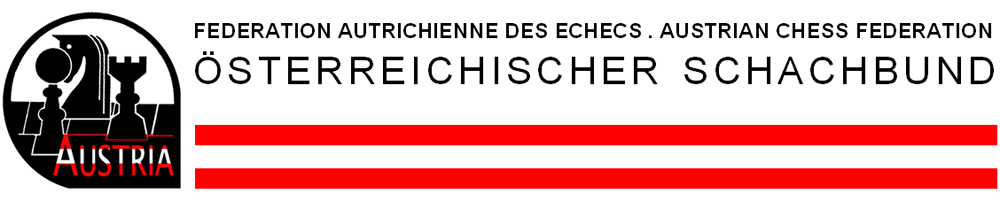 FEDERATION AUTRICHIENNE DES ECHECS . AUSTRIAN CHESS FEDERATION
ÖSTERREICHISCHER SCHACHBUND
AUSTRIA